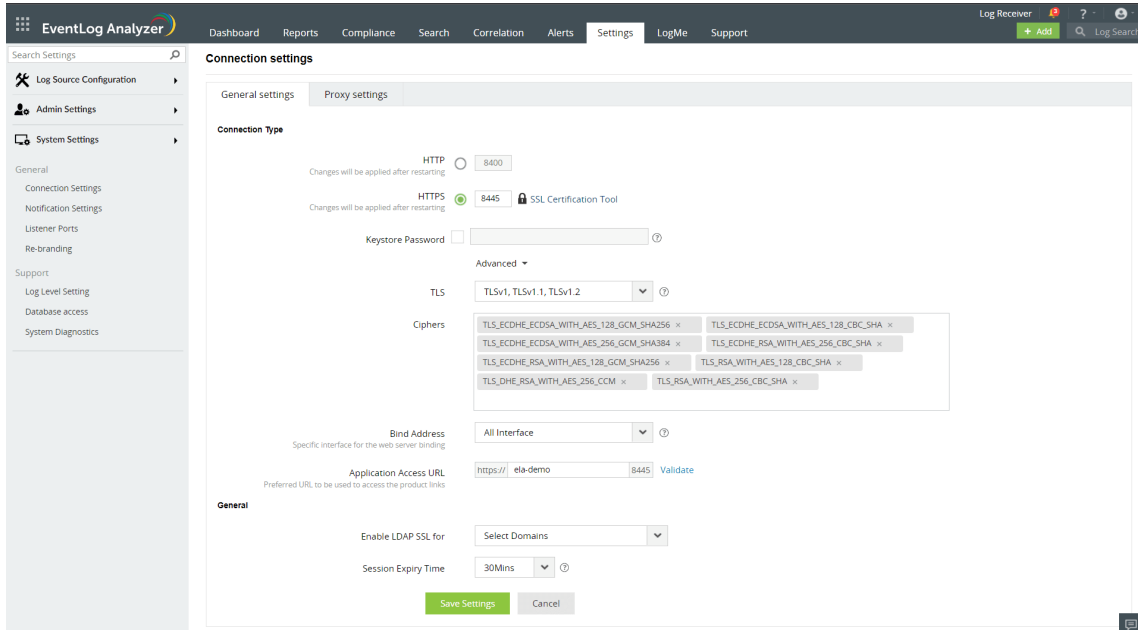 Log Receiver
3
?
EventLog Analyzer
Dashboard Reports Compliance Search Correlation Alerts Settings LogMe Support
+ Add
Log Search
Search Settings
Log Source Configuration
Admin Settings
System Settings
General
Connection Settings
Notification Settings
Listener Ports
Re-branding
Support
Log Level Setting
Database access
System Diagnostics
Connection settings
General settings Proxy settings
Connection Type
HTTP 8400
Changes will be applied after restarting
HTTPS 8445 SSL Certification Tool
Changes will be applied after restarting
Keystore Password ?
Advanced
TLS TLSv1, TLSv1.1, TLSv1.2 ?
Ciphers
TLS_ECDHE_ECDSA_WITH_AES_128_GCM_SHA256 × TLS_ECDHE_ECDSA_WITH_AES_128_CBC_SHA ×
TLS_ECDHE_ECDSA_WITH_AES_256_GCM_SHA384 × TLS_ECDHE_RSA_WITH_AES_256_CBC_SHA ×
TLS_ECDHE_RSA_WITH_AES_128_GCM_SHA256 × TLS_RSA_WITH_AES_128_CBC_SHA ×
TLS_DHE_RSA_WITH_AES_256_CCM × TLS_RSA_WITH_AES_256_CBC_SHA ×
Bind Address All Interface ?
Specific interface for the web server binding
Application Access URL https:// ela-demo 8445 Validate
Preferred URL to be used to access the product links
General
Enable LDAP SSL for Select Domains
Session Expiry Time 30Mins ?
Save Settings Cancel